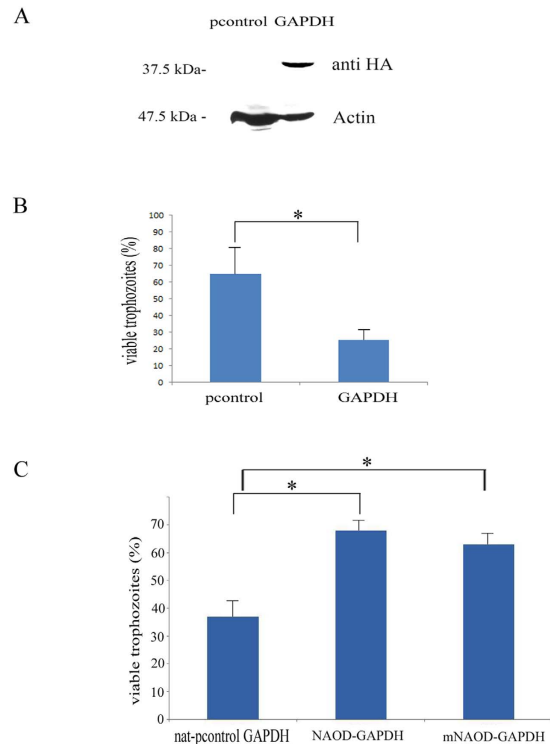 A
pcontrol GAPDH
37.5 kDa-
anti HA
47.5 kDa -
Actin
B
*
viable trophozoites (%)
100
90
80
70
60
50
40
30
20
10
0
pcontrol
GAPDH
C
*
*
viable trophozoites (%)
70
60
50
40
30
20
10
0
nat-pcontrol GAPDH
NAOD-GAPDH
mNAOD-GAPDH